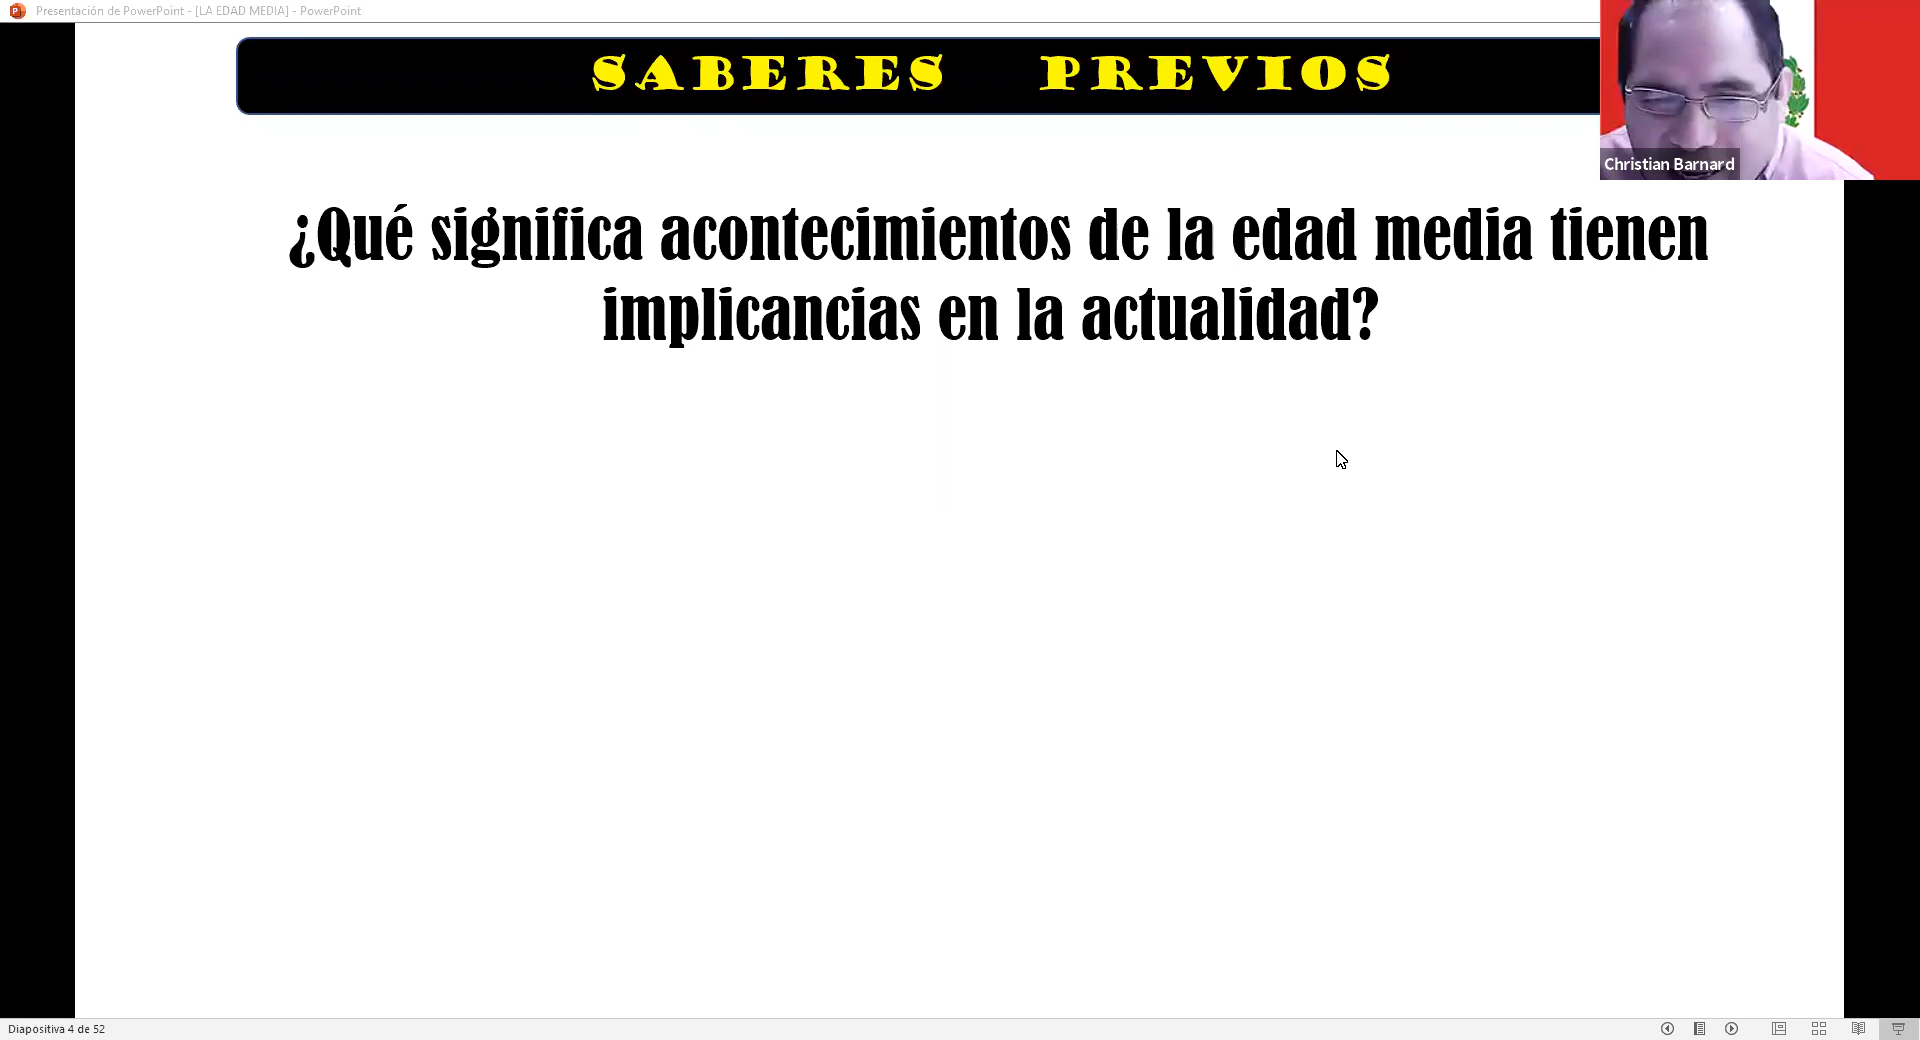 Presentación de PowerPoint - [LA EDAD MEDIA] - PowerPoint
SABERES PREVIOS
Christian Barnard
¿Qué significa acontecimientos de la edad media tienen
implicancias en la actualidad?
Diapositiva 4 de 52